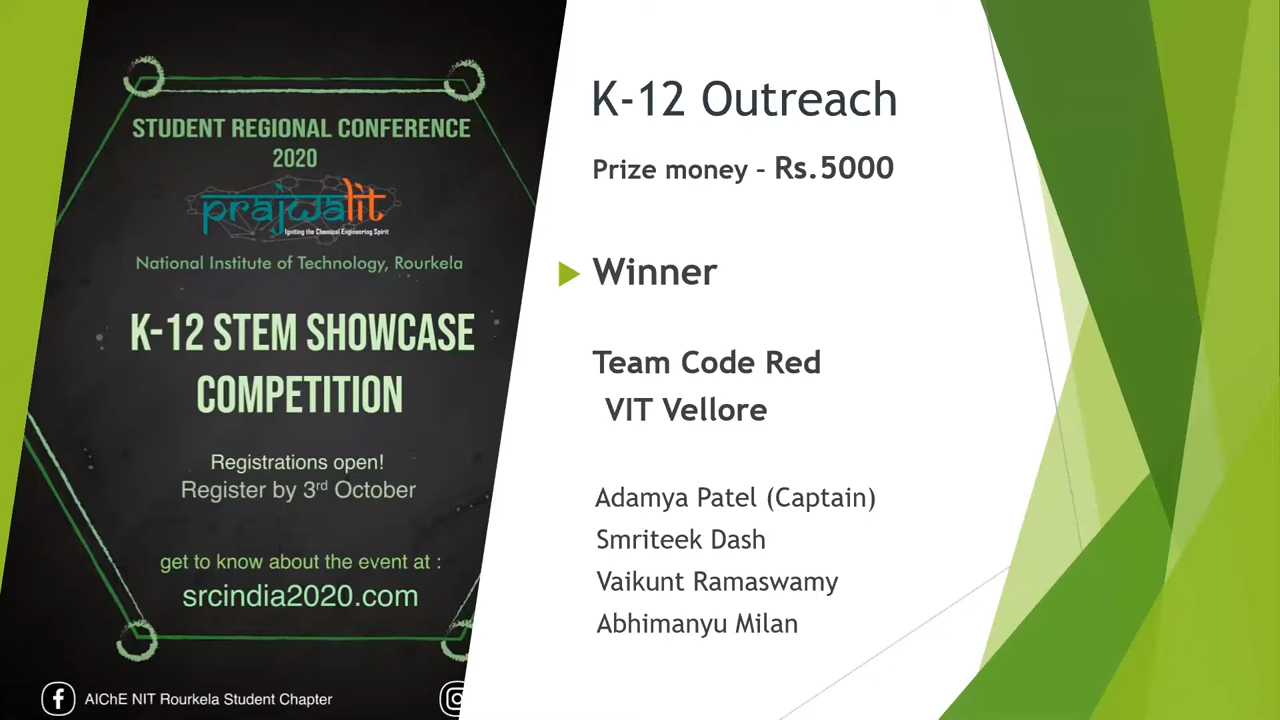 STUDENT REGIONAL CONFERENCE
2020
prajwalit
Igniting the Chemical Engineering Spirit
National Institute of Technology, Rourkela
K-12 STEM SHOWCASE
COMPETITION
Registrations open!
Register by 3rd October
get to know about the event at :
srcindia2020.com
AIChE NIT Rourkela Student Chapter
K-12 Outreach
Prize money – Rs.5000
Winner
Team Code Red
VIT Vellore
Adamya Patel (Captain)
Smriteek Dash
Vaikunt Ramaswamy
Abhimanyu Milan